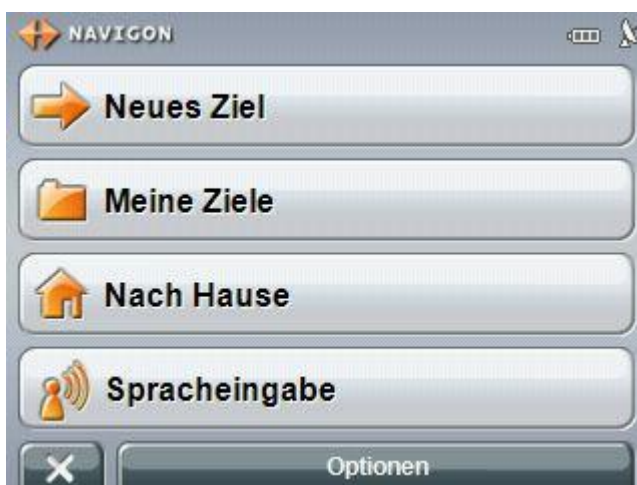 NAVIGON
Neues Ziel
Meine Ziele
Nach Hause
Spracheingabe
Optionen